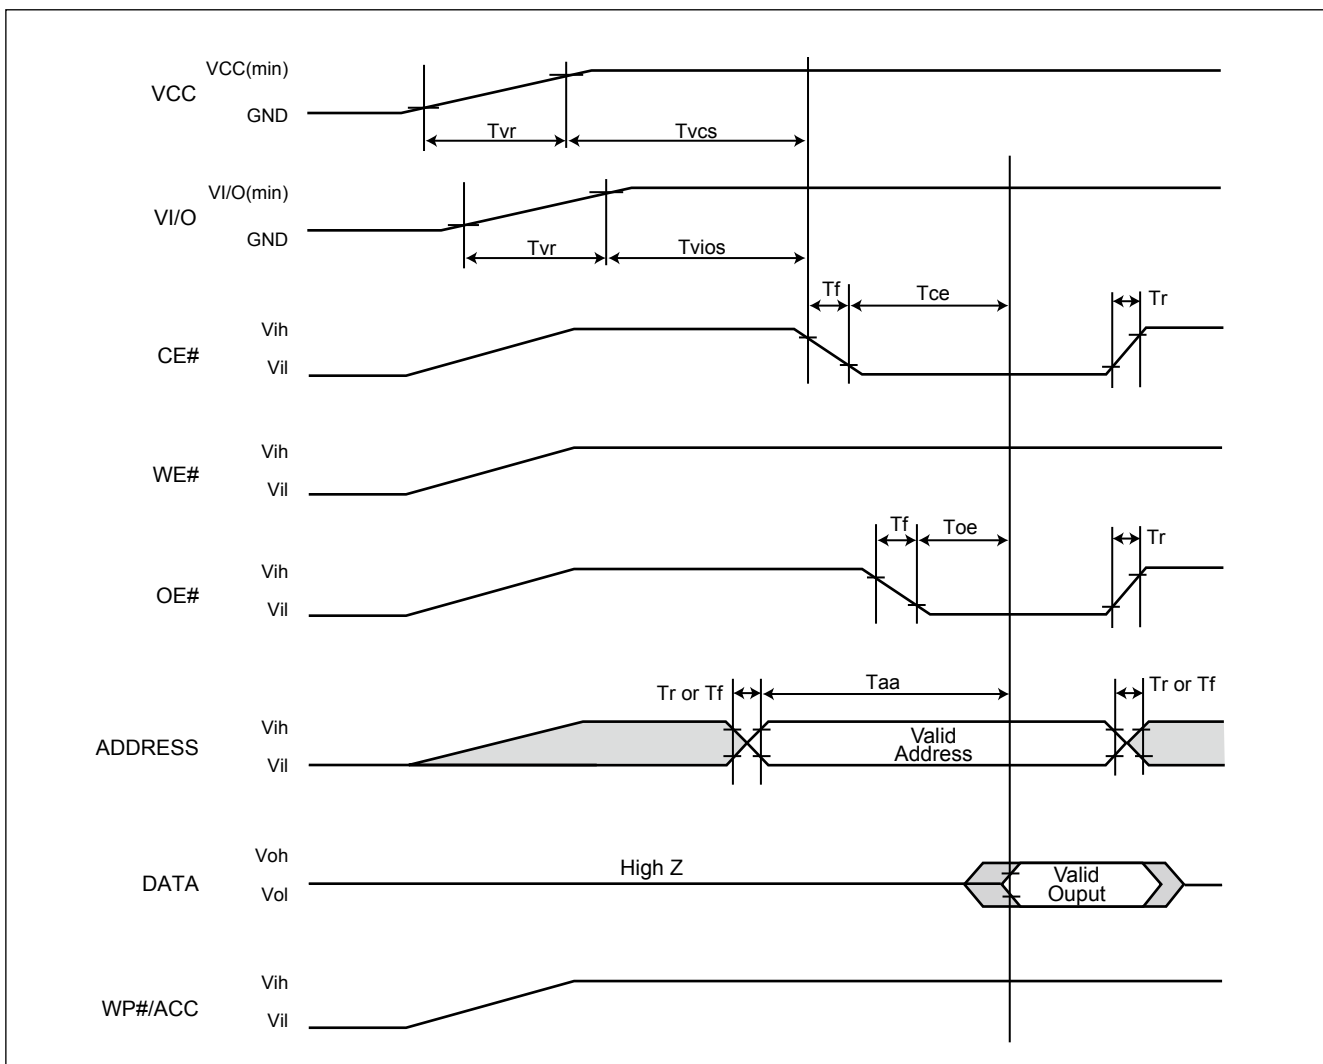 VCC(min)
VCC
GND
Tvr
Tvcs
VI/O(min)
VI/O
GND
Tvr
Tvios
Tf
Tce
Tr
Vih
CE#
Vil
Vih
WE#
Vil
Tf
Toe
Tr
Vih
OE#
Vil
Tr or Tf
Taa
Tr or Tf
Vih
ADDRESS
Vil
Valid
Address
Voh
DATA
Vol
High Z
Valid
Ouput
Vih
WP#/ACC
Vil